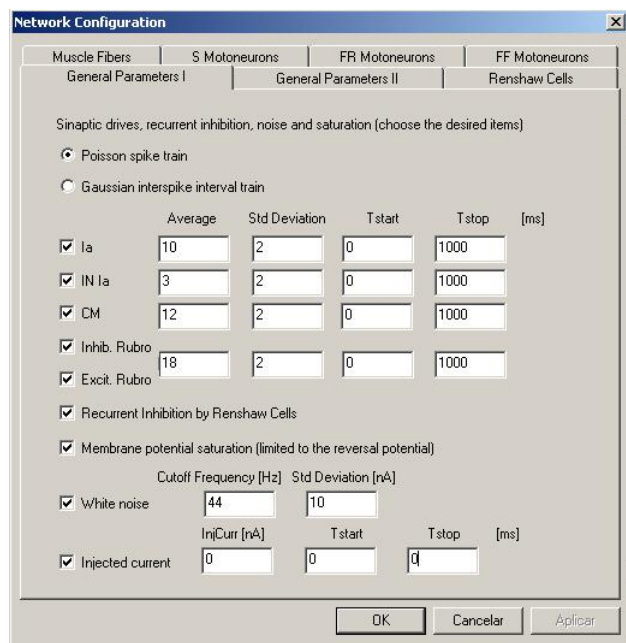 Network Configuration
Muscle Fibers S Motoneurons FR Motoneurons FF Motoneurons
General Parameters I General Parameters II Renshaw Cells
Sinaptic drives, recurrent inhibition, noise and saturation (choose the desired items)
Poisson spike train
Gaussian interspike interval train
Average Std Deviation Tstart Tstop [ms]
Ia 10 2 0 1000
IN Ia 3 2 0 1000
CM 12 2 0 1000
Inhib. Rubro
18 2 0 1000
Excit. Rubro
Recurrent Inhibition by Renshaw Cells
Membrane potential saturation (limited to the reversal potential)
Cutoff Frequency [Hz] Std Deviation [nA]
White noise 44 10
InjCurr [nA] Tstart Tstop [ms]
Injected current 0 0 0
OK Cancelar Aplicar